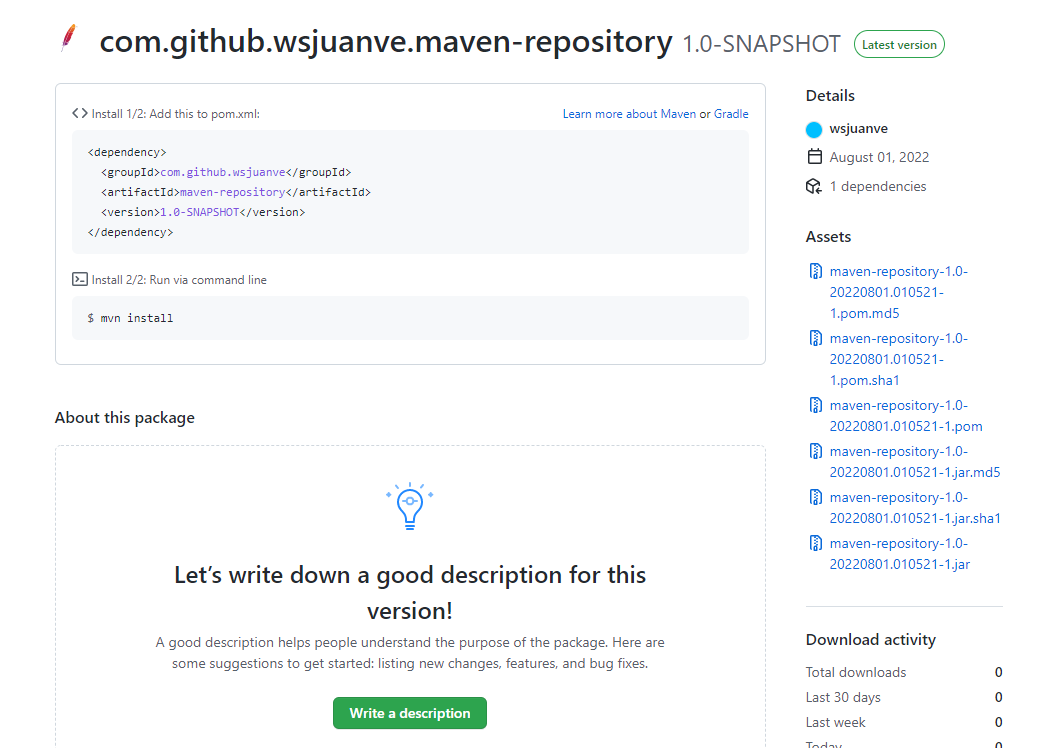 com.github.wsjuanve.maven-repository 1.0-SNAPSHOT Latest version
Install 1/2: Add this to pom.xml:
Learn more about Maven or Gradle
<dependency>
<groupId>com.github.wsjuanve</groupId>
<artifactId>maven-repository</artifactId>
<version>1.0-SNAPSHOT</version>
</dependency>
Install 2/2: Run via command line
$ mvn install
About this package
Let’s write down a good description for this
version!
A good description helps people understand the purpose of the package. Here are
some suggestions to get started: listing new changes, features, and bug fixes.
Write a description
Details
wsjuanve
August 01, 2022
1 dependencies
Assets
maven-repository-1.0-
20220801.010521-
1.pom.md5
maven-repository-1.0-
20220801.010521-
1.pom.sha1
maven-repository-1.0-
20220801.010521-1.pom
maven-repository-1.0-
20220801.010521-1.jar.md5
maven-repository-1.0-
20220801.010521-1.jar.sha1
maven-repository-1.0-
20220801.010521-1.jar
Download activity
Total downloads 0
Last 30 days 0
Last week 0
Today 0